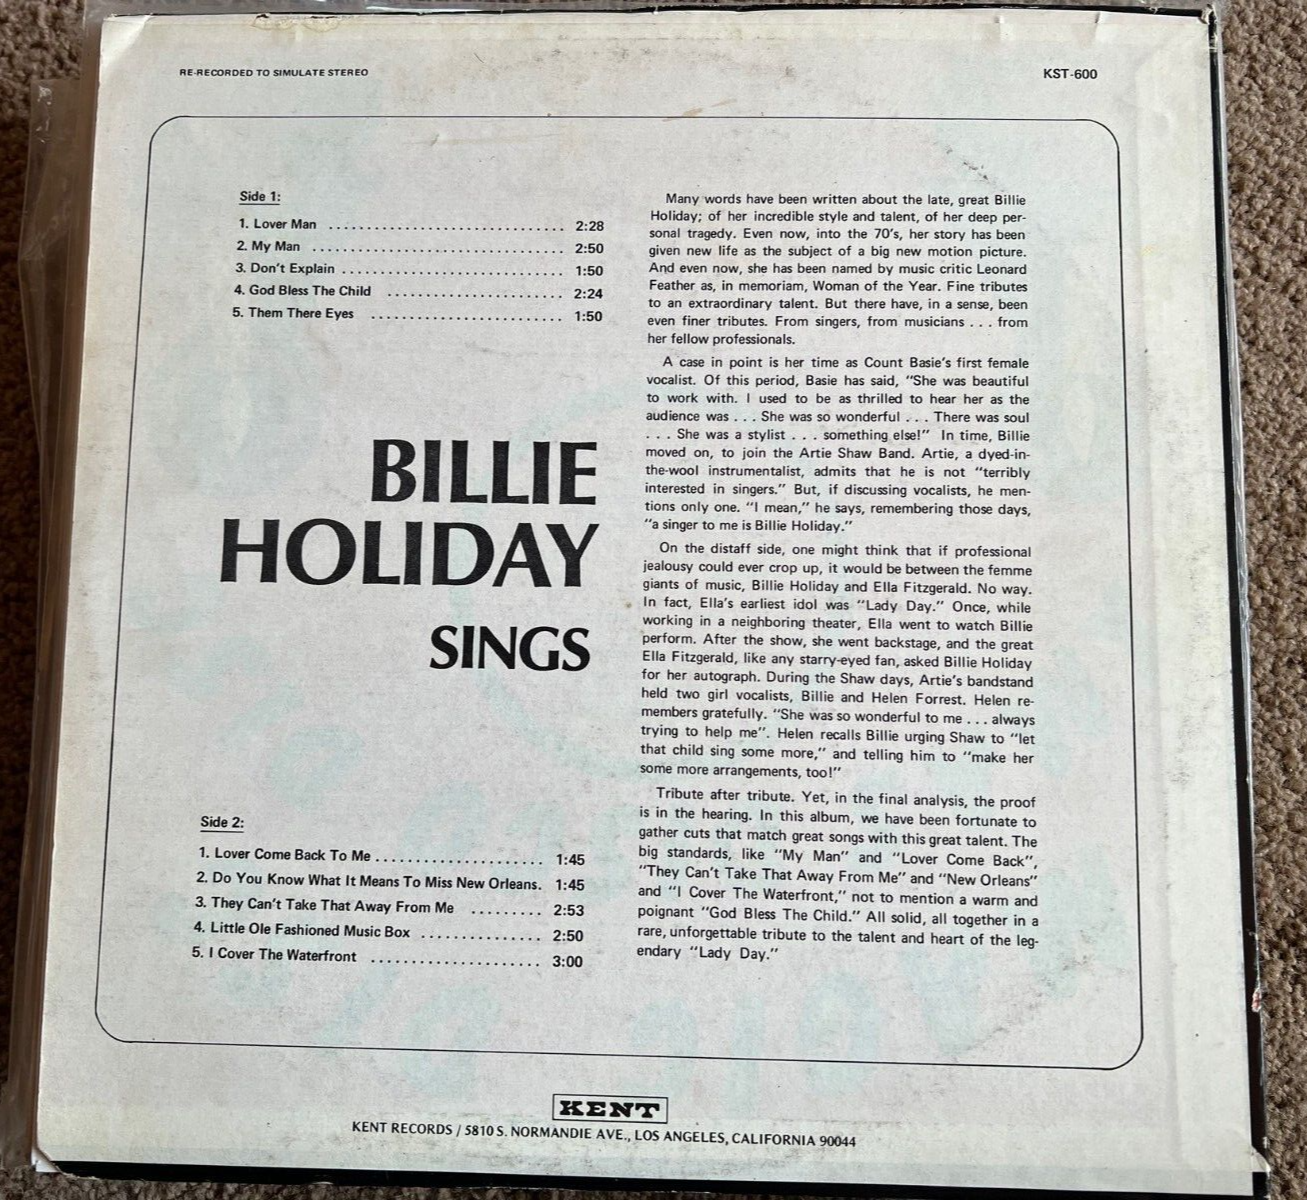 RE-RECORDED TO SIMULATE STEREO
KST-600
Side 1:
1. Lover Man .............................. 2:28
2. My Man ................................ 2:50
3. Don't Explain ............................ 1:50
4. God Bless The Child ....................... 2:24
5. Them There Eyes ......................... 1:50
BILLIE
HOLIDAY
SINGS
Side 2:
1. Lover Come Back To Me ..................... 1:45
2. Do You Know What It Means To Miss New Orleans. 1:45
3. They Can't Take That Away From Me ......... 2:53
4. Little Ole Fashioned Music Box ............... 2:50
5. I Cover The Waterfront ..................... 3:00
Many words have been written about the late, great Billie
Holiday; of her incredible style and talent, of her deep per-
sonal tragedy. Even now, into the 70's, her story has been
given new life as the subject of a big new motion picture.
And even now, she has been named by music critic Leonard
Feather as, in memoriam, Woman of the Year. Fine tributes
to an extraordinary talent. But there have, in a sense, been
even finer tributes. From singers, from musicians . . . from
her fellow professionals.
A case in point is her time as Count Basie's first female
vocalist. Of this period, Basie has said, "She was beautiful
to work with. I used to be as thrilled to hear her as the
audience was . . . She was so wonderful . . . There was soul
. . . She was a stylist . . . something else!" In time, Billie
moved on, to join the Artie Shaw Band. Artie, a dyed-in-
the-wool instrumentalist, admits that he is not "terribly
interested in singers." But, if discussing vocalists, he men-
tions only one. "I mean," he says, remembering those days,
"a singer to me is Billie Holiday."
On the distaff side, one might think that if professional
jealousy could ever crop up, it would be between the femme
giants of music, Billie Holiday and Ella Fitzgerald. No way.
In fact, Ella's earliest idol was "Lady Day." Once, while
working in a neighboring theater, Ella went to watch Billie
perform. After the show, she went backstage, and the great
Ella Fitzgerald, like any starry-eyed fan, asked Billie Holiday
for her autograph. During the Shaw days, Artie's bandstand
held two girl vocalists, Billie and Helen Forrest. Helen re-
members gratefully. "She was so wonderful to me . . . always
trying to help me". Helen recalls Billie urging Shaw to "let
that child sing some more," and telling him to "make her
some more arrangements, too!"
Tribute after tribute. Yet, in the final analysis, the proof
is in the hearing. In this album, we have been fortunate to
gather cuts that match great songs with this great talent. The
big standards, like "My Man" and "Lover Come Back",
"They Can't Take That Away From Me" and "New Orleans"
and "I Cover The Waterfront," not to mention a warm and
poignant "God Bless The Child." All solid, all together in a
rare, unforgettable tribute to the talent and heart of the leg-
endary "Lady Day."
KENT
KENT RECORDS / 5810 S. NORMANDIE AVE., LOS ANGELES, CALIFORNIA 90044